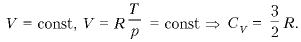 V = const, V = R T/p = const ⇒ C_V = 3/2 R.